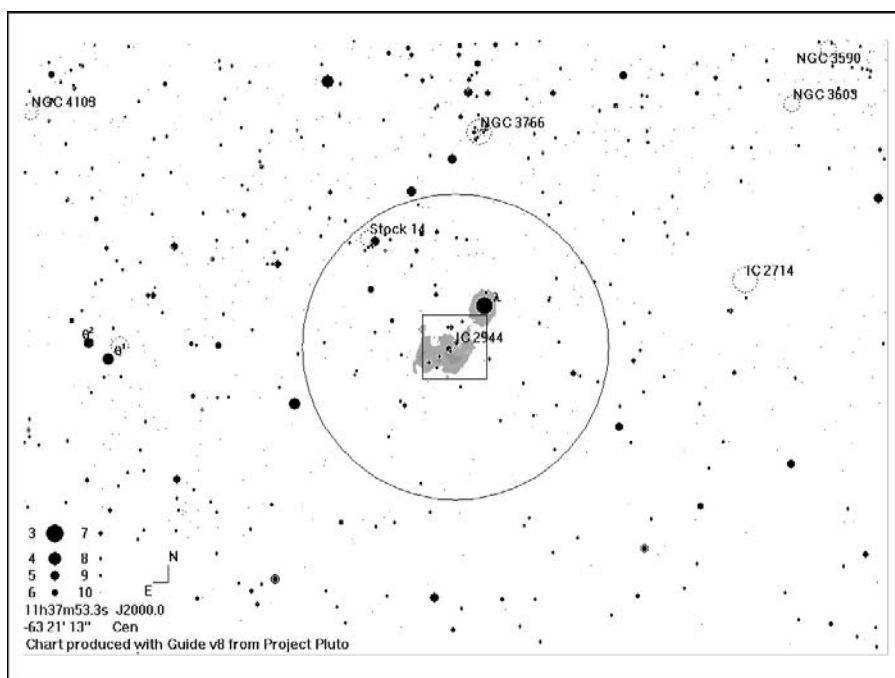 NGC 3590
NGC 4103
NGC 3603
NGC 3766
Stock 14
IC 2714
λ
IC 2944
θ²
θ¹
3 7
4 8
5 9
6 10
N
E
11h37m53.3s J2000.0
-63 21' 13" Cen
Chart produced with Guide v8 from Project Pluto